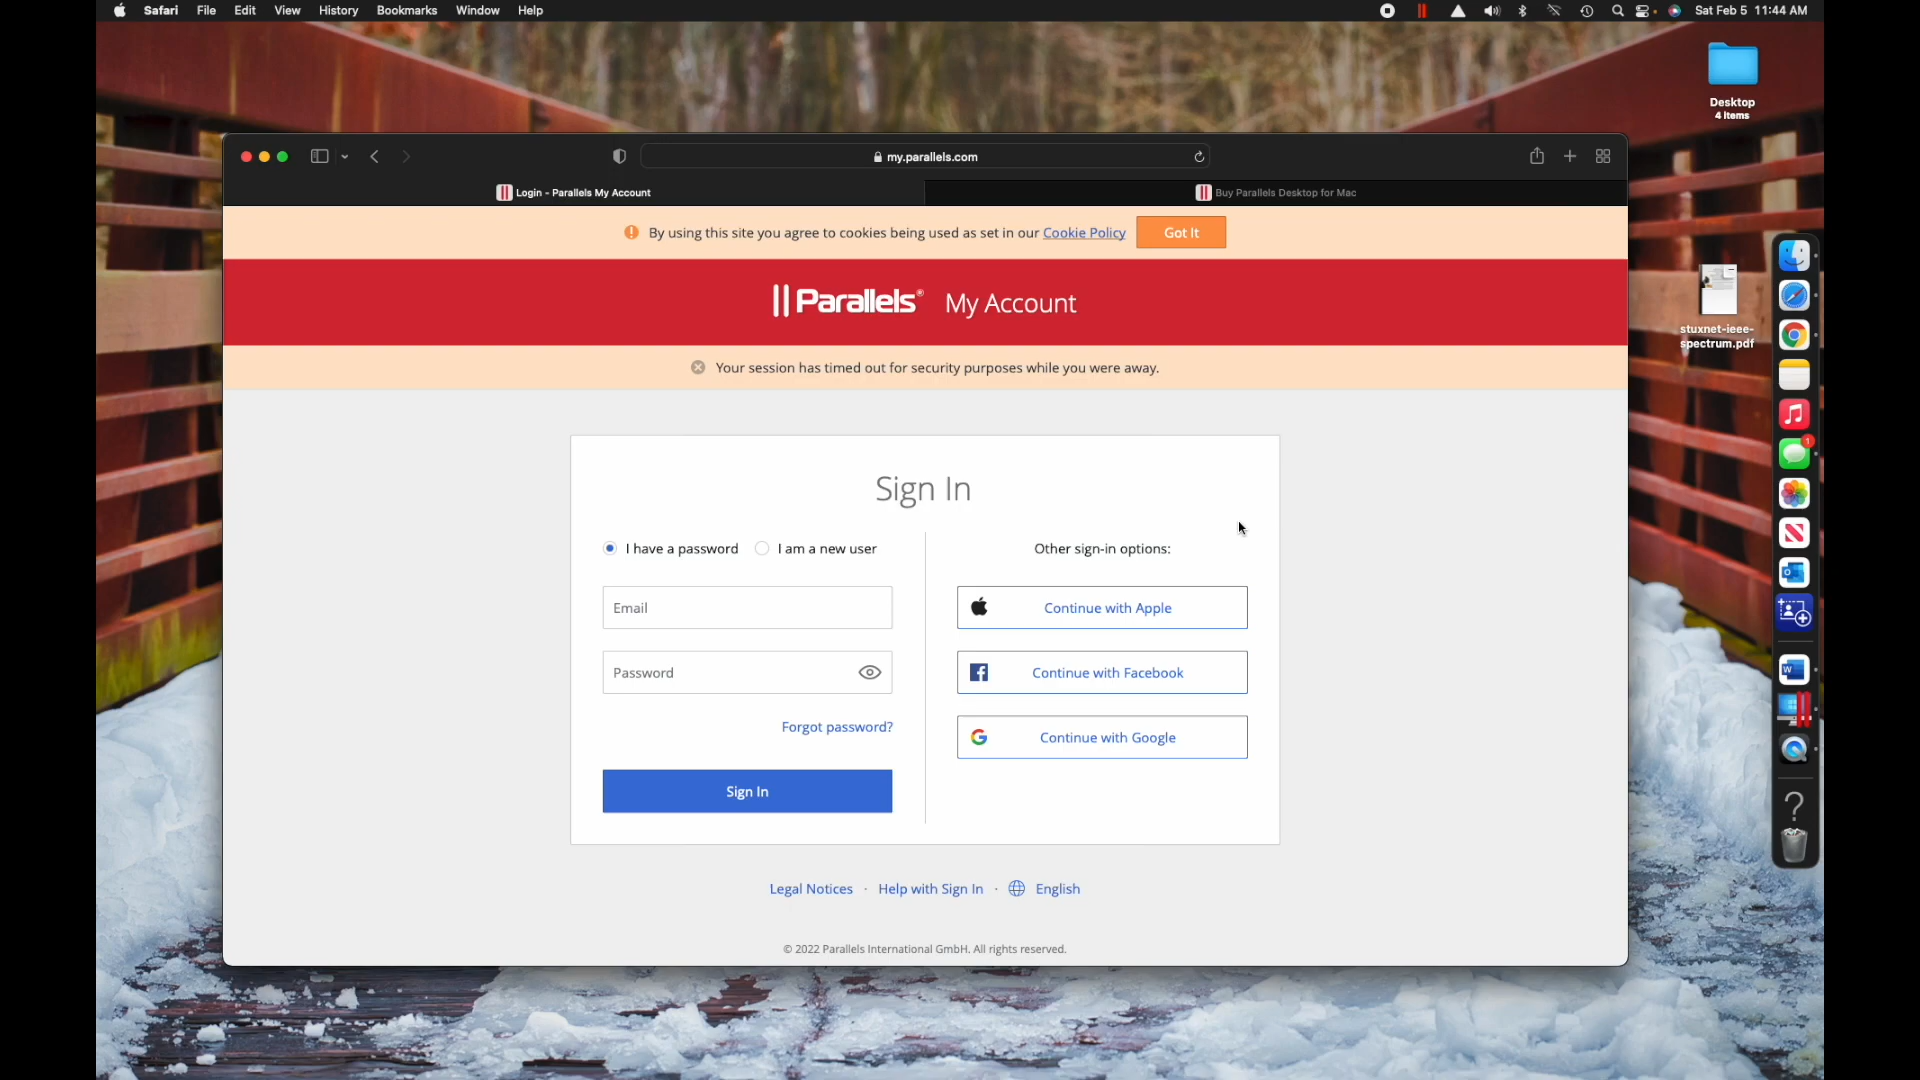 Safari File Edit View History Bookmarks Window Help Sat Feb 5 11:44 AM
Desktop
4 items
my.parallels.com
Login - Parallels My Account
Buy Parallels Desktop for Mac
By using this site you agree to cookies being used as set in our Cookie Policy Got It
Parallels® My Account
Your session has timed out for security purposes while you were away.
stuxnet-ieee-
spectrum.pdf
1
Sign In
I have a password I am a new user
Email
Password
Forgot password?
Sign In
Other sign-in options:
Continue with Apple
Continue with Facebook
Continue with Google
W
?
Legal Notices · Help with Sign In · English
© 2022 Parallels International GmbH. All rights reserved.